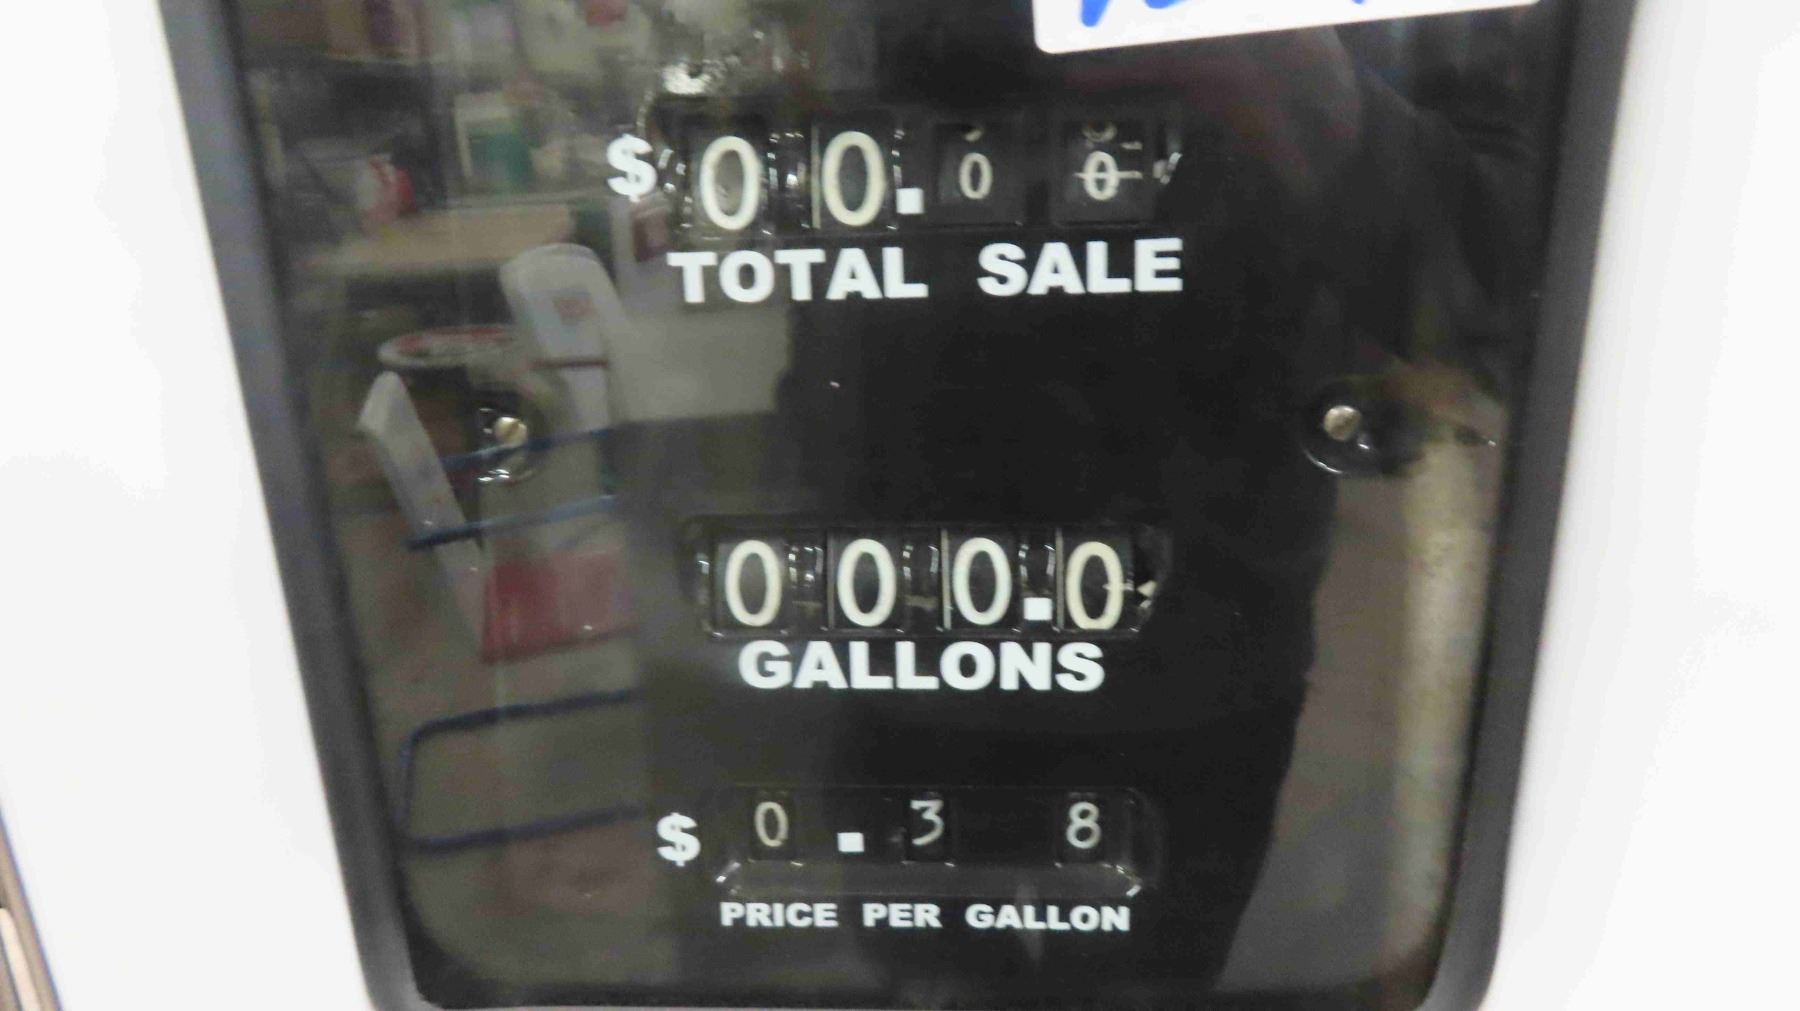 $ 00.00
TOTAL SALE
000.0
GALLONS
$ 0.38
PRICE PER GALLON